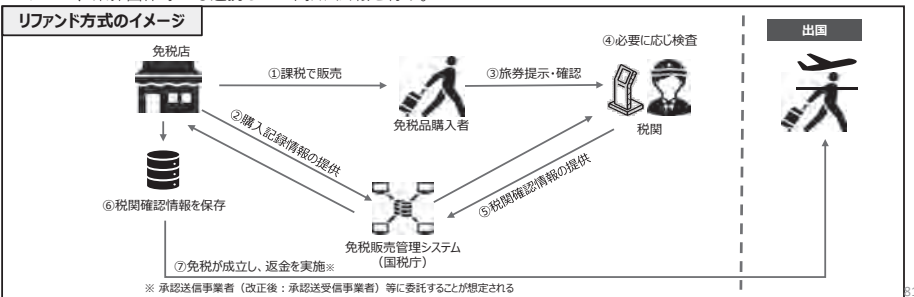 リファンド方式のイメージ
出国
免税店
④必要に応じ検査
①課税で販売
③旅券提示・確認
免税品購入者
税関
②購入記録情報の提供
⑤税関確認情報の提供
⑥税関確認情報を保存
免税販売管理システム
(国税庁)
⑦免税が成立し、返金を実施※
※ 承認送信事業者(改正後:承認送受信事業者)等に委託することが想定される